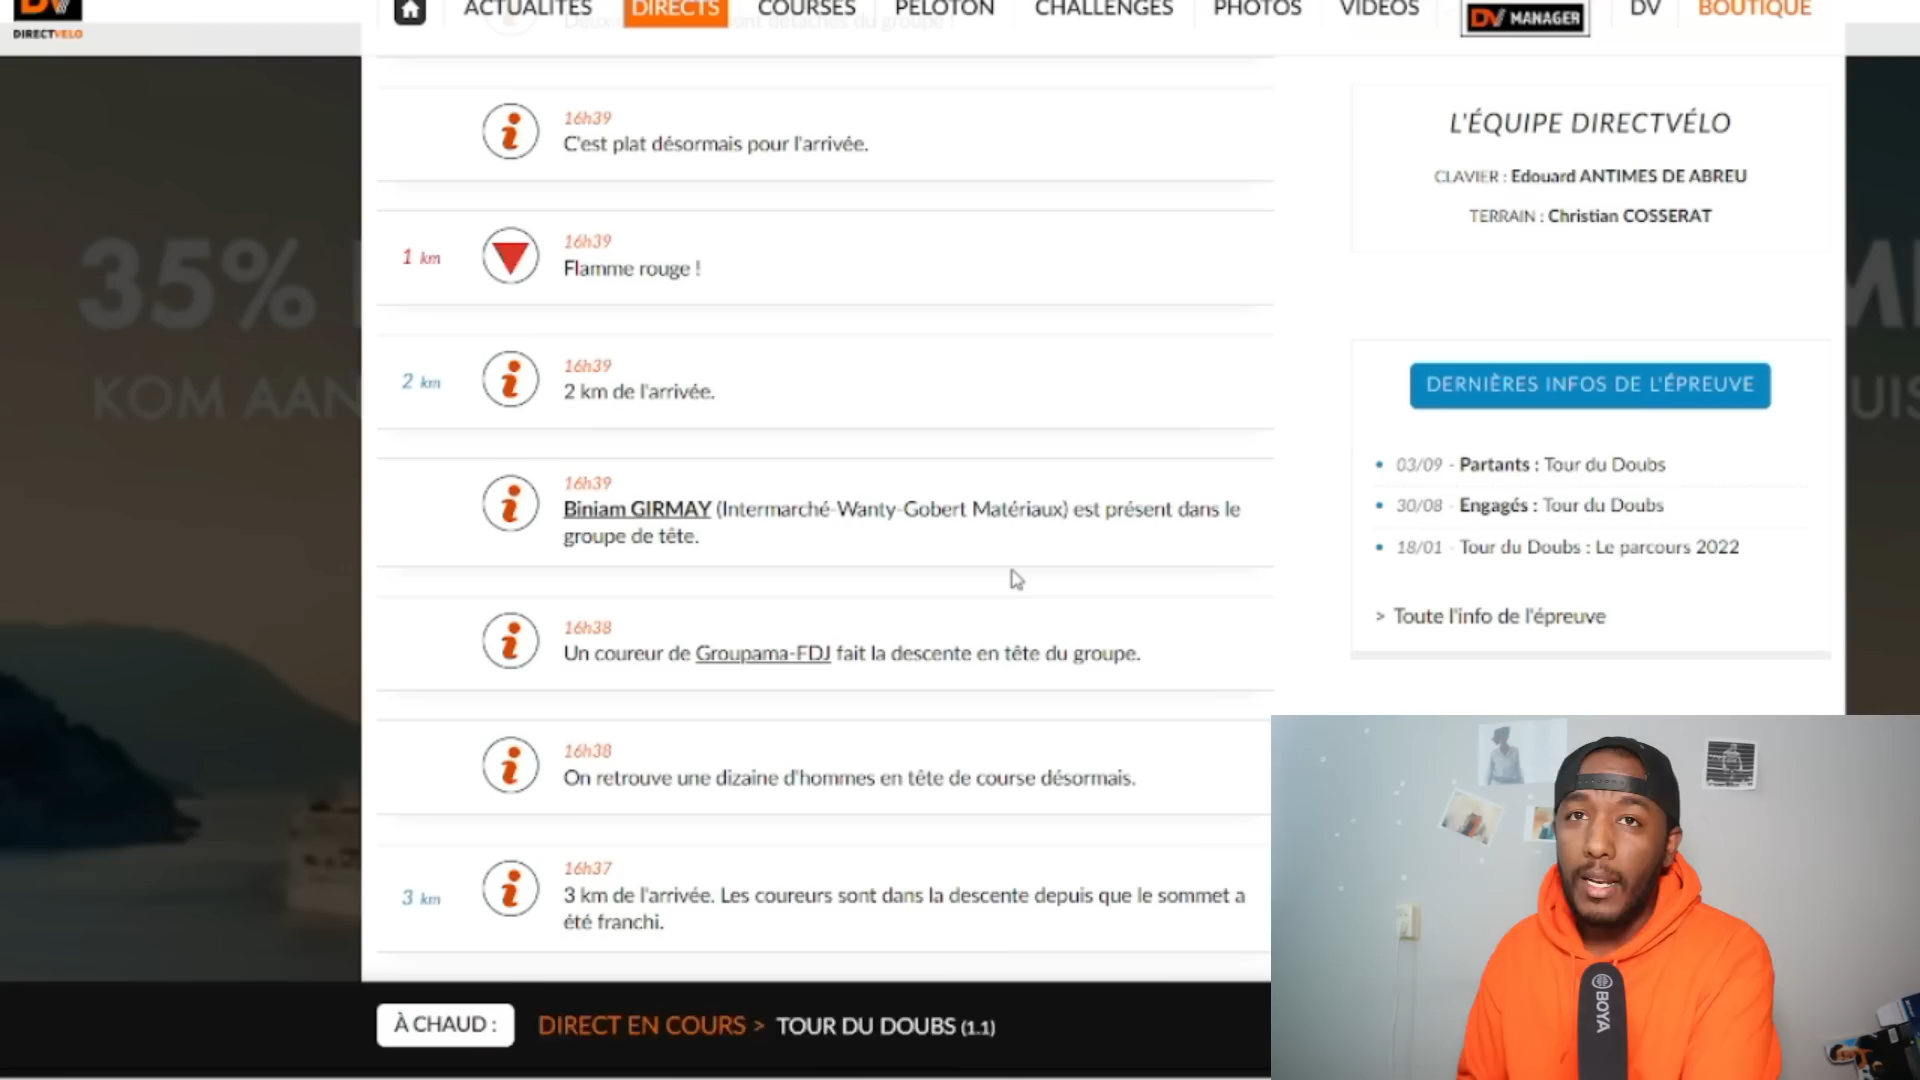 DV
DIRECTVELO
ACTUALITÉS
DIRECTS
COURSES
PELOTON
CHALLENGES
PHOTOS
VIDÉOS
DV MANAGER
DV
BOUTIQUE
35%
KOM AAN
16h39
C'est plat désormais pour l'arrivée.
1 km
16h39
Flamme rouge !
2 km
16h39
2 km de l'arrivée.
16h39
Biniam GIRMAY (Intermarché-Wanty-Gobert Matériaux) est présent dans le
groupe de tête.
16h38
Un coureur de Groupama-FDJ fait la descente en tête du groupe.
16h38
On retrouve une dizaine d'hommes en tête de course désormais.
3 km
16h37
3 km de l'arrivée. Les coureurs sont dans la descente depuis que le sommet a
été franchi.
L'ÉQUIPE DIRECTVÉLO
CLAVIER : Edouard ANTIMES DE ABREU
TERRAIN : Christian COSSERAT
DERNIÈRES INFOS DE L'ÉPREUVE
03/09 - Partants : Tour du Doubs
30/08 - Engagés : Tour du Doubs
18/01 - Tour du Doubs : Le parcours 2022
> Toute l'info de l'épreuve
À CHAUD :
DIRECT EN COURS > TOUR DU DOUBS (1.1)
BOYA